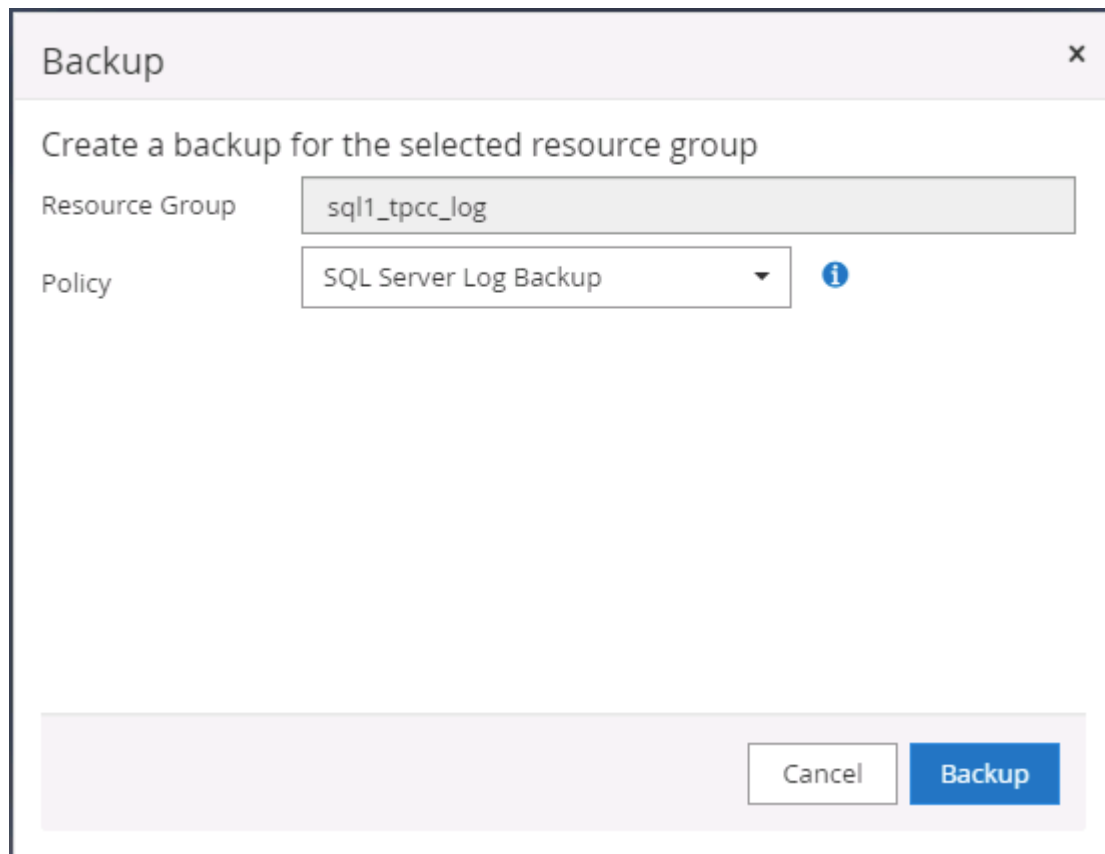 Backup
Create a backup for the selected resource group
Resource Group sql1_tpcc_log
Policy SQL Server Log Backup
Cancel Backup